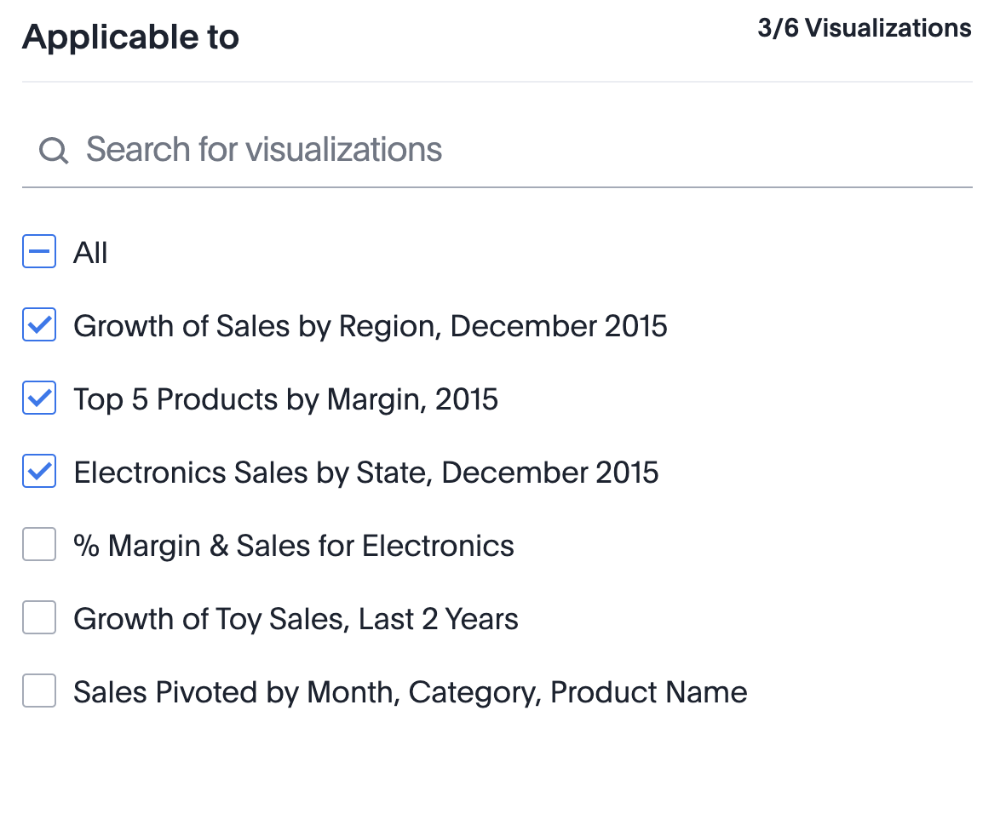 Applicable to
3/6 Visualizations
Search for visualizations
All
Growth of Sales by Region, December 2015
Top 5 Products by Margin, 2015
Electronics Sales by State, December 2015
% Margin & Sales for Electronics
Growth of Toy Sales, Last 2 Years
Sales Pivoted by Month, Category, Product Name